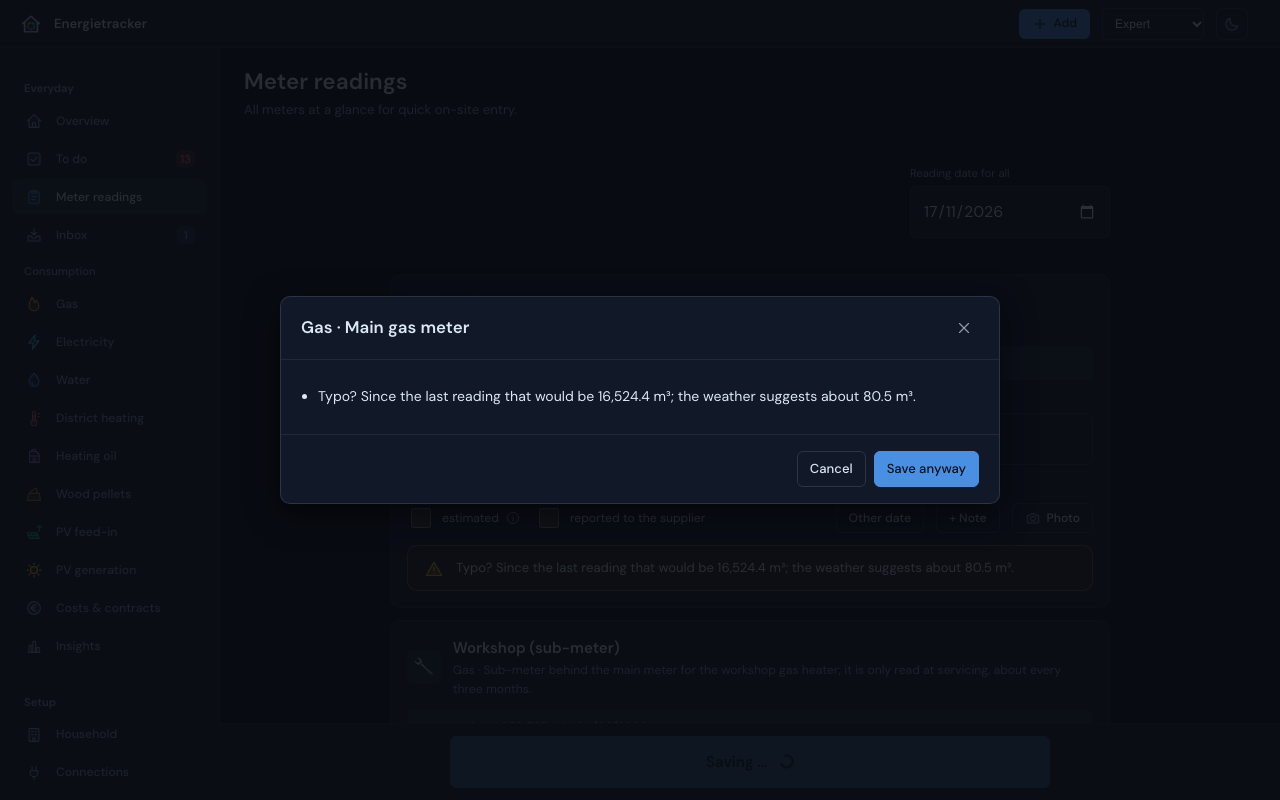 Energietracker
Add
Expert
Everyday
Overview
To do
13
Meter readings
Inbox
1
Consumption
Gas
Electricity
Water
District heating
Heating oil
Wood pellets
PV feed-in
PV generation
Costs & contracts
Insights
Setup
Household
Connections
Meter readings
All meters at a glance for quick on-site entry.
Reading date for all
17/11/2026
Gas · Main gas meter
Typo? Since the last reading that would be 16,524.4 m³; the weather suggests about 80.5 m³.
Cancel
Save anyway
estimated
reported to the supplier
Other date
+ Note
Photo
Typo? Since the last reading that would be 16,524.4 m³; the weather suggests about 80.5 m³.
Workshop (sub-meter)
Gas · Sub-meter behind the main meter for the workshop gas heater; it is only read at servicing, about every
three months.
Saving …